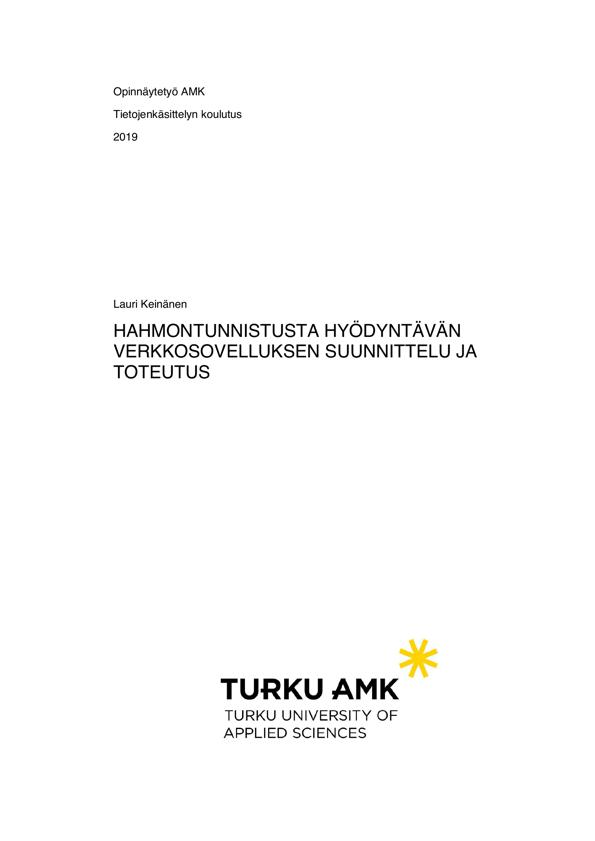 Opinnäytetyö AMK
Tietojenkäsittelyn koulutus
2019
Lauri Keinänen
HAHMONTUNNISTUSTA HYÖDYNTÄVÄN
VERKKOSOVELLUKSEN SUUNNITTELU JA
TOTEUTUS
TURKU AMK
TURKU UNIVERSITY OF
APPLIED SCIENCES